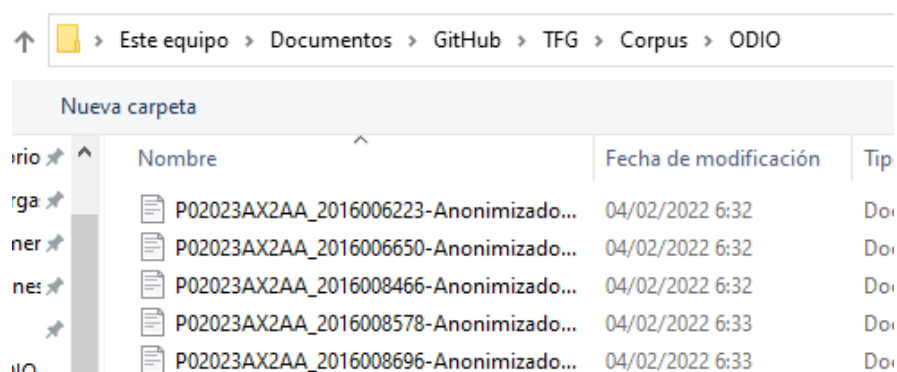 Este equipo > Documentos > GitHub > TFG > Corpus > ODIO
Nueva carpeta
Nombre Fecha de modificación
P02023AX2AA_2016006223-Anonimizado... 04/02/2022 6:32
P02023AX2AA_2016006650-Anonimizado... 04/02/2022 6:32
P02023AX2AA_2016008466-Anonimizado... 04/02/2022 6:32
P02023AX2AA_2016008578-Anonimizado... 04/02/2022 6:33
P02023AX2AA_2016008696-Anonimizado... 04/02/2022 6:33